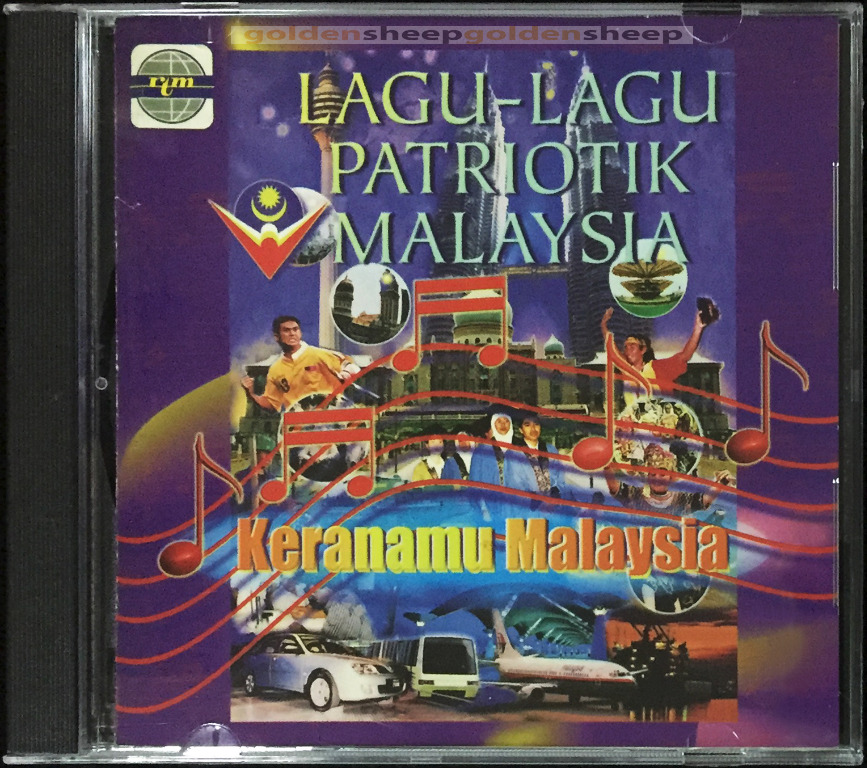 goldensheepgoldensheep
rtm
LAGU-LAGU
PATRIOTIK
MALAYSIA
Keranamu Malaysia